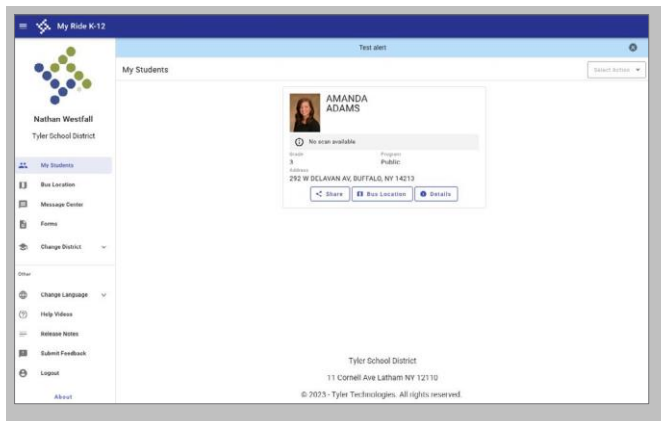 My Ride K-12
Test alert
My Students
Select Action
Nathan Westfall
Tyler School District
My Students
Bus Location
Message Center
Forms
Change District
Other
Change Language
Help Videos
Release Notes
Submit Feedback
Logout
About
AMANDA
ADAMS
No scan available
Grade
Program
3
Public
Address
292 W DELAVAN AV, BUFFALO, NY 14213
Share
Bus Location
Details
Tyler School District
11 Cornell Ave Latham NY 12110
© 2023 - Tyler Technologies. All rights reserved.